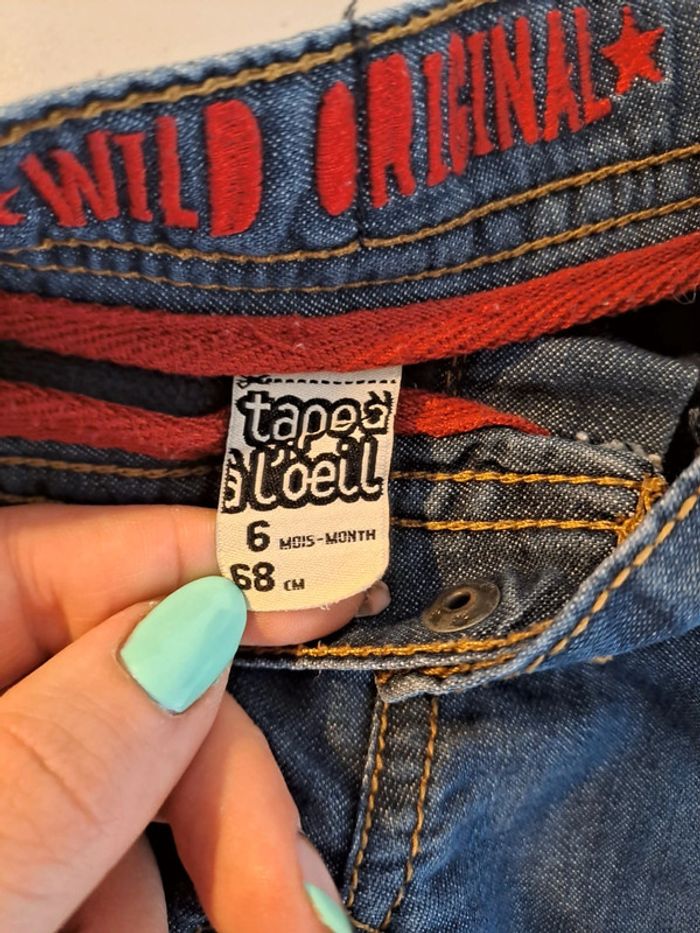 WILD ORIGINAL
tape à
à l'oeil
6 MOIS-MONTH
68 CM